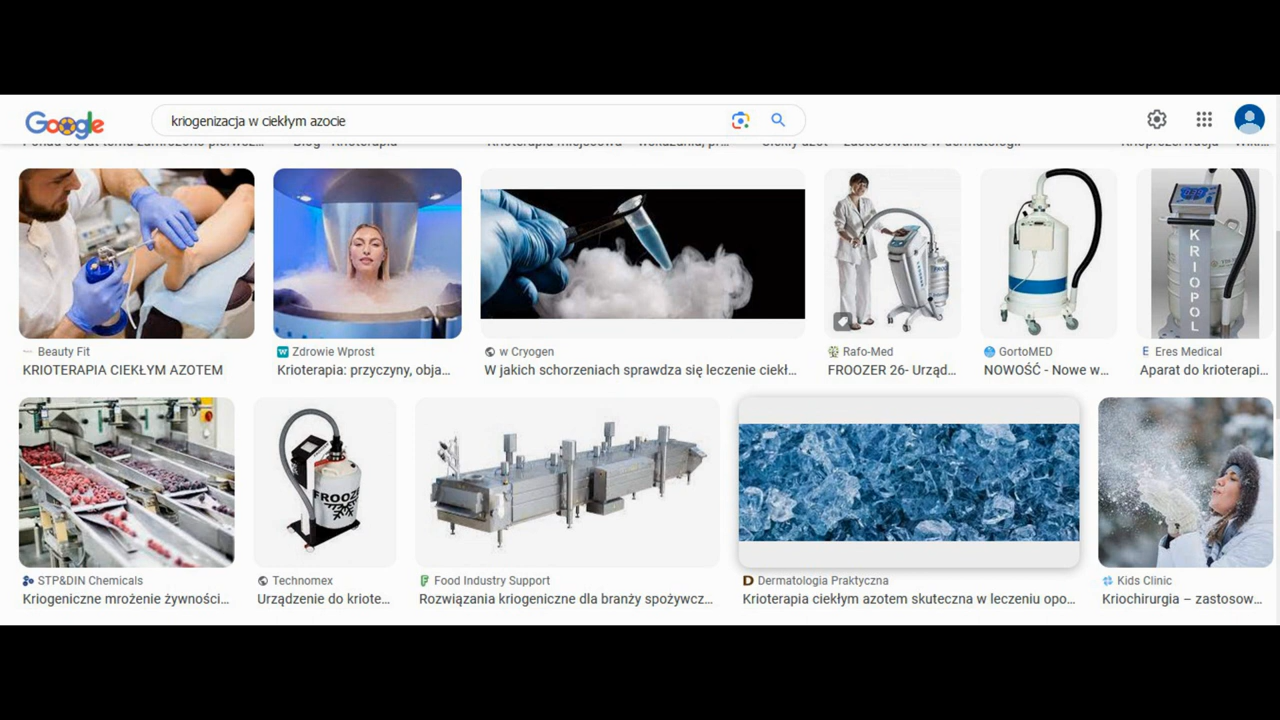 Google
kriogenizacja w ciekłym azocie
KRIOPOL
Beauty Fit
KRIOTERAPIA CIEKŁYM AZOTEM
Zdrowie Wprost
Krioterapia: przyczyny, obja...
w Cryogen
W jakich schorzeniach sprawdza się leczenie ciekł...
Rafo-Med
FROOZER 26- Urząd...
GortoMED
NOWOŚĆ - Nowe w...
Eres Medical
Aparat do krioterapi...
FROOZE
STP&DIN Chemicals
Kriogeniczne mrożenie żywności...
Technomex
Urządzenie do kriote...
Food Industry Support
Rozwiązania kriogeniczne dla branży spożywcz...
Dermatologia Praktyczna
Krioterapia ciekłym azotem skuteczna w leczeniu opo...
Kids Clinic
Kriochirurgia – zastosow...